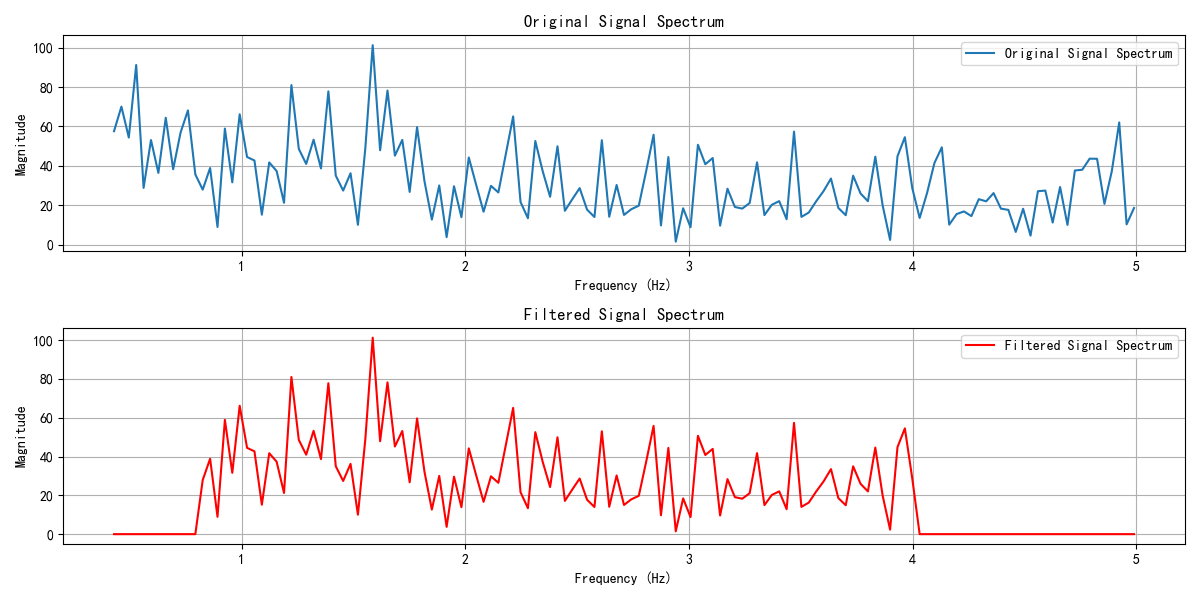 Original Signal Spectrum
100
80
60
40
20
0
Magnitude
Original Signal Spectrum
1
2
3
4
5
Frequency (Hz)
Filtered Signal Spectrum
100
80
60
40
20
0
Magnitude
Filtered Signal Spectrum
1
2
3
4
5
Frequency (Hz)